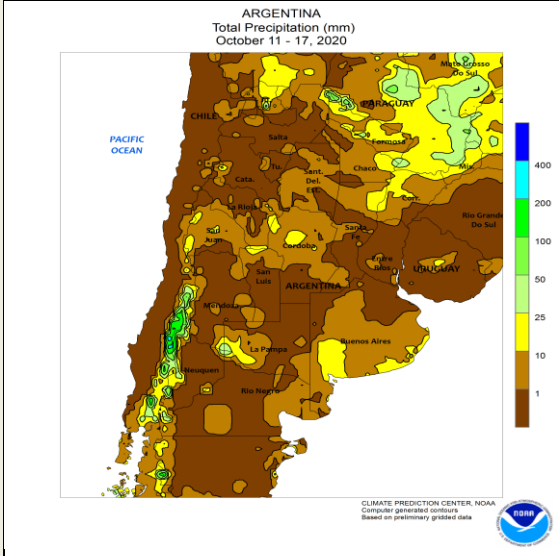 ARGENTINA
Total Precipitation (mm)
October 11 - 17, 2020
Mato Grosso
Do Sul
PARAGUAY
CHILE
PACIFIC
OCEAN
Salta
Formosa
Tu.
Sant.
Del.
Est.
Chaco
Mis.
Cata.
Corr.
La Rioja
Rio Grande
Do Sul
San
Juan
Santa
Fe
Cordoba
Entre
Rios
URUGUAY
San
Luis
ARGENTINA
Mendoza
Buenos Aires
La Pampa
Neuquen
Rio Negro
400
200
100
50
25
10
1
CLIMATE PREDICTION CENTER, NOAA
Computer generated contours
Based on preliminary gridded data
NOAA